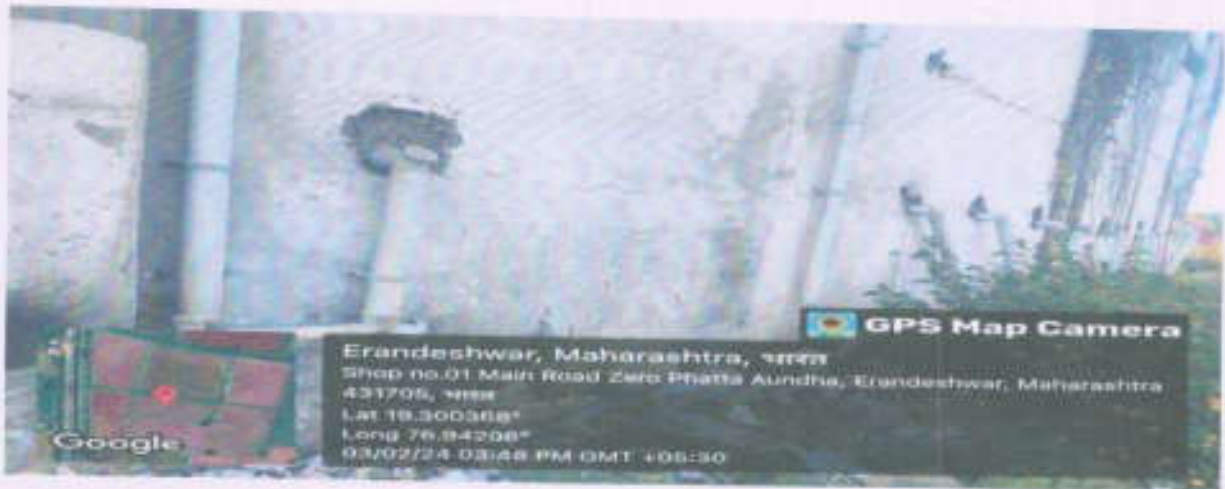 GPS Map Camera
Erandeshwar, Maharashtra, भारत
Shop no.01 Main Road Zero Phatta Aundha, Erandeshwar, Maharashtra
431705, भारत
Lat 19.300368°
Long 76.94298°
03/02/24 03:48 PM GMT +05:30
Google